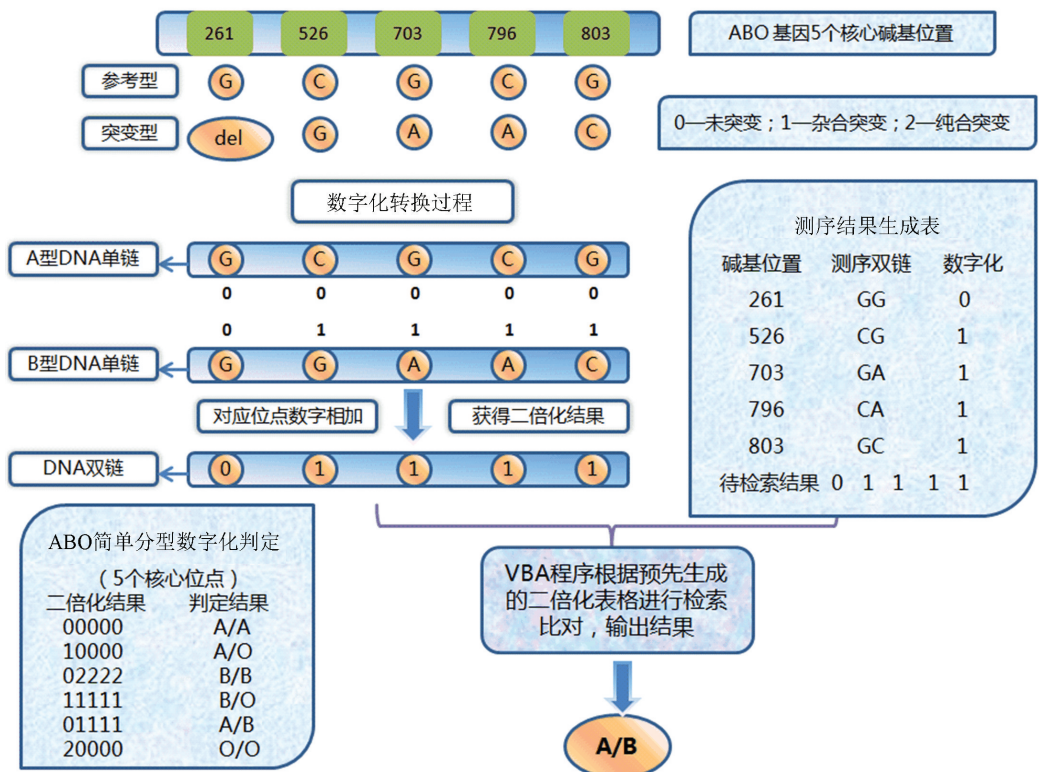 261 526 703 796 803
ABO 基因5个核心碱基位置
参考型 G C G C G
突变型 del G A A C
0—未突变；1—杂合突变；2—纯合突变
数字化转换过程
A型DNA单链 G C G C G
0 0 0 0 0
0 1 1 1 1
B型DNA单链 G G A A C
对应位点数字相加 获得二倍化结果
DNA双链 0 1 1 1 1
测序结果生成表
碱基位置 测序双链 数字化
261 GG 0
526 CG 1
703 GA 1
796 CA 1
803 GC 1
待检索结果 0 1 1 1 1
ABO简单分型数字化判定
（5个核心位点）
二倍化结果 判定结果
00000 A/A
10000 A/O
02222 B/B
11111 B/O
01111 A/B
20000 O/O
VBA程序根据预先生成
的二倍化表格进行检索
比对，输出结果
A/B